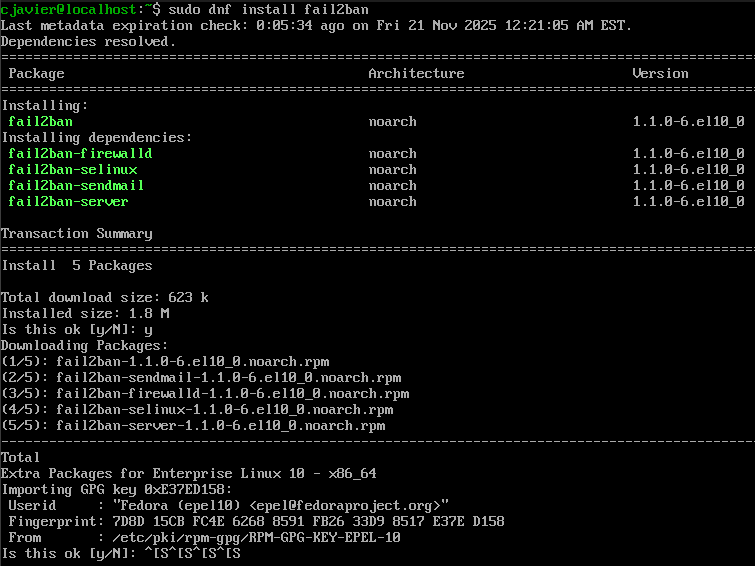 cjavier@localhost:~$ sudo dnf install fail2ban
Last metadata expiration check: 0:05:34 ago on Fri 21 Nov 2025 12:21:05 AM EST.
Dependencies resolved.
================================================================================
 Package                                     Architecture                     Version
================================================================================
Installing:
 fail2ban                                    noarch                           1.1.0-6.el10_0
Installing dependencies:
 fail2ban-firewalld                          noarch                           1.1.0-6.el10_0
 fail2ban-selinux                            noarch                           1.1.0-6.el10_0
 fail2ban-sendmail                           noarch                           1.1.0-6.el10_0
 fail2ban-server                             noarch                           1.1.0-6.el10_0
Transaction Summary
================================================================================
Install  5 Packages
Total download size: 623 k
Installed size: 1.8 M
Is this ok [y/N]: y
Downloading Packages:
(1/5): fail2ban-1.1.0-6.el10_0.noarch.rpm
(2/5): fail2ban-sendmail-1.1.0-6.el10_0.noarch.rpm
(3/5): fail2ban-firewalld-1.1.0-6.el10_0.noarch.rpm
(4/5): fail2ban-selinux-1.1.0-6.el10_0.noarch.rpm
(5/5): fail2ban-server-1.1.0-6.el10_0.noarch.rpm
--------------------------------------------------------------------------------
Total
Extra Packages for Enterprise Linux 10 - x86_64
Importing GPG key 0xE37ED158:
 Userid     : "Fedora (epel10) <epel@fedoraproject.org>"
 Fingerprint: 7D8D 15CB FC4E 6268 8591 FB26 33D9 8517 E37E D158
 From       : /etc/pki/rpm-gpg/RPM-GPG-KEY-EPEL-10
Is this ok [y/N]: ^[S^[S^[S^[S